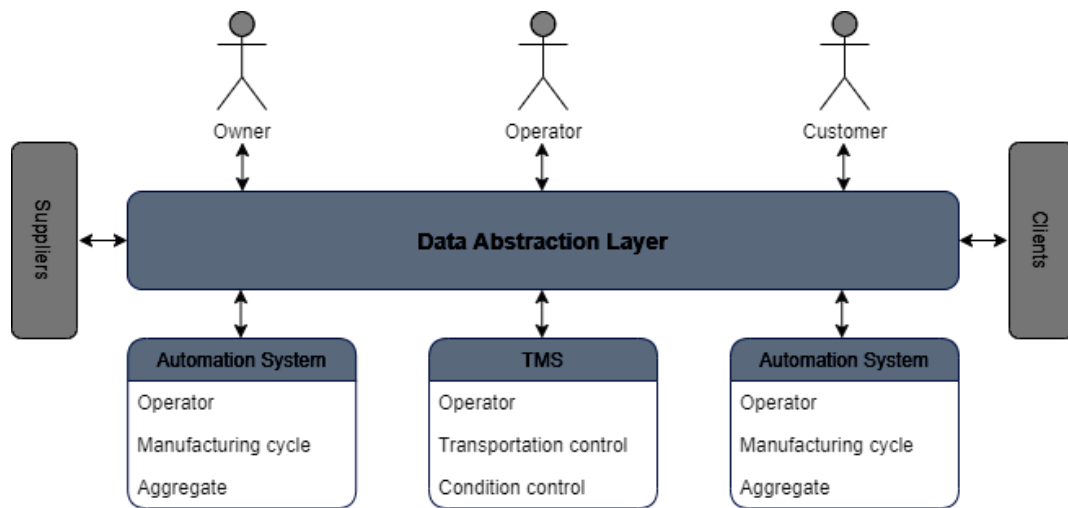 Owner
Operator
Customer
Suppliers
Data Abstraction Layer
Clients
Automation System
Operator
Manufacturing cycle
Aggregate
TMS
Operator
Transportation control
Condition control
Automation System
Operator
Manufacturing cycle
Aggregate